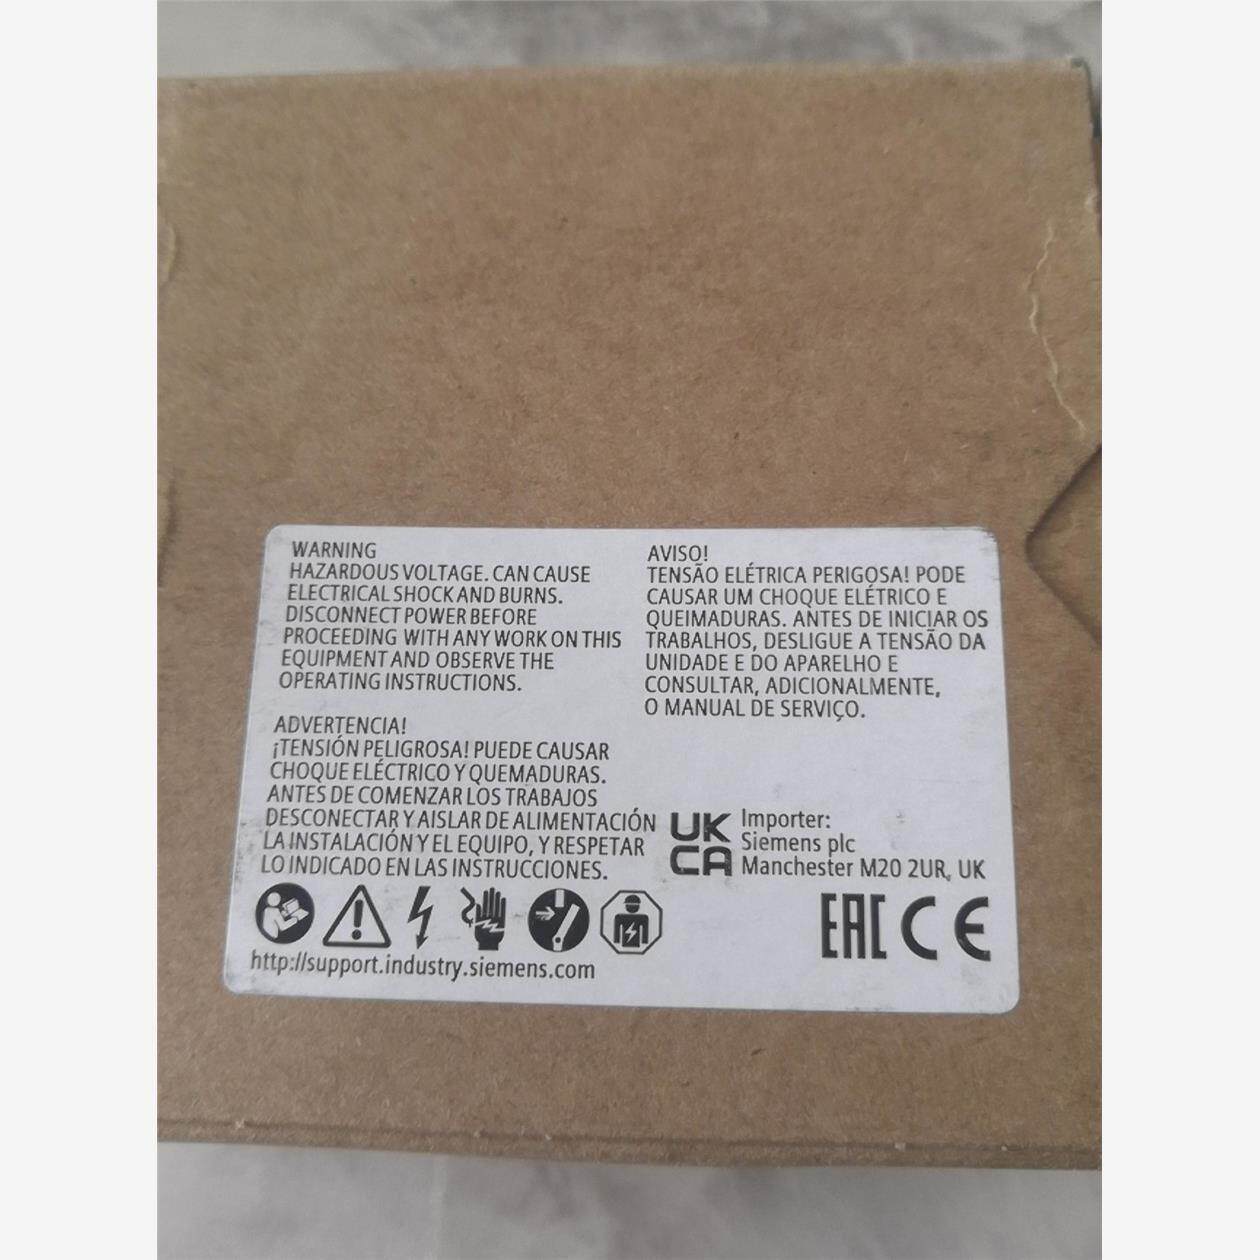 WARNING
HAZARDOUS VOLTAGE. CAN CAUSE
ELECTRICAL SHOCK AND BURNS.
DISCONNECT POWER BEFORE
PROCEEDING WITH ANY WORK ON THIS
EQUIPMENT AND OBSERVE THE
OPERATING INSTRUCTIONS.
ADVERTENCIA!
¡TENSIÓN PELIGROSA! PUEDE CAUSAR
CHOQUE ELÉCTRICO Y QUEMADURAS.
ANTES DE COMENZAR LOS TRABAJOS
DESCONECTAR Y AISLAR DE ALIMENTACIÓN
LA INSTALACIÓN Y EL EQUIPO, Y RESPETAR
LO INDICADO EN LAS INSTRUCCIONES.
http://support.industry.siemens.com
AVISO!
TENSÃO ELÉTRICA PERIGOSA! PODE
CAUSAR UM CHOQUE ELÉTRICO E
QUEIMADURAS. ANTES DE INICIAR OS
TRABALHOS, DESLIGUE A TENSÃO DA
UNIDADE E DO APARELHO E
CONSULTAR, ADICIONALMENTE,
O MANUAL DE SERVIÇO.
UK
CA
Importer:
Siemens plc
Manchester M20 2UR, UK
EAC CE